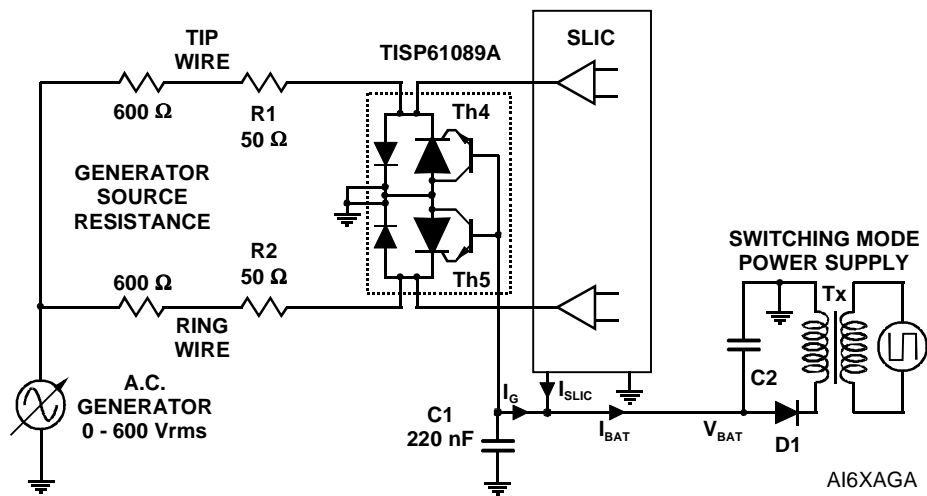 TIP
WIRE
TISP61089A
SLIC
600 Ω
R1
50 Ω
Th4
GENERATOR
SOURCE
RESISTANCE
600 Ω
R2
50 Ω
Th5
RING
WIRE
SWITCHING MODE
POWER SUPPLY
Tx
A.C.
GENERATOR
0 - 600 Vrms
C1
220 nF
IG
ISLIC
IBAT
VBAT
C2
D1
AI6XAGA